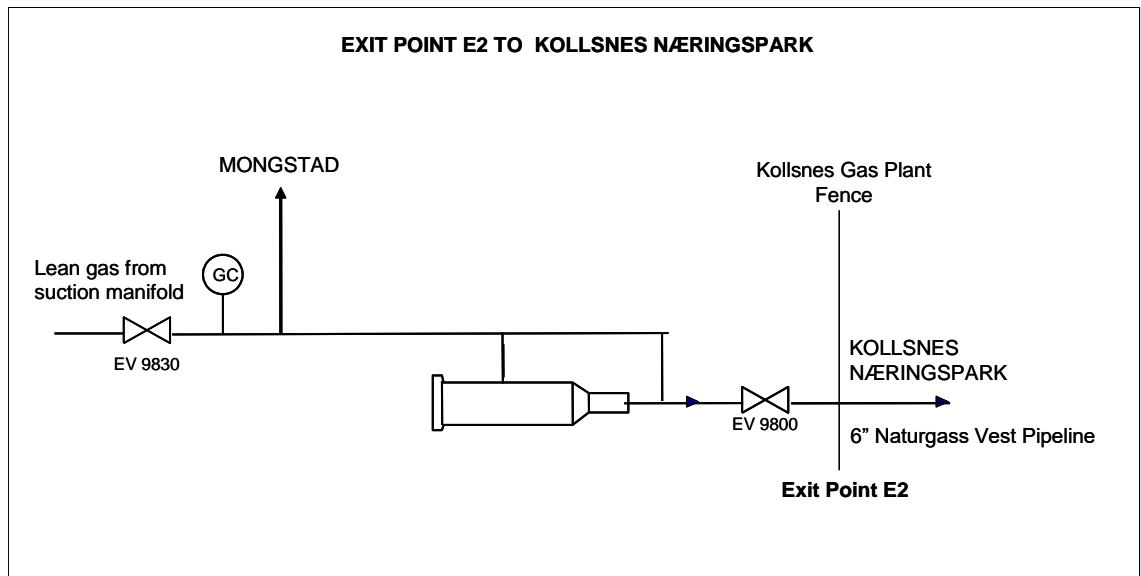 EXIT POINT E2 TO KOLLSNES NÆRINGSPARK
MONGSTAD
Kollsnes Gas Plant
Fence
Lean gas from
suction manifold
GC
EV 9830
KOLLSNES
NÆRINGSPARK
EV 9800
6” Naturgass Vest Pipeline
Exit Point E2